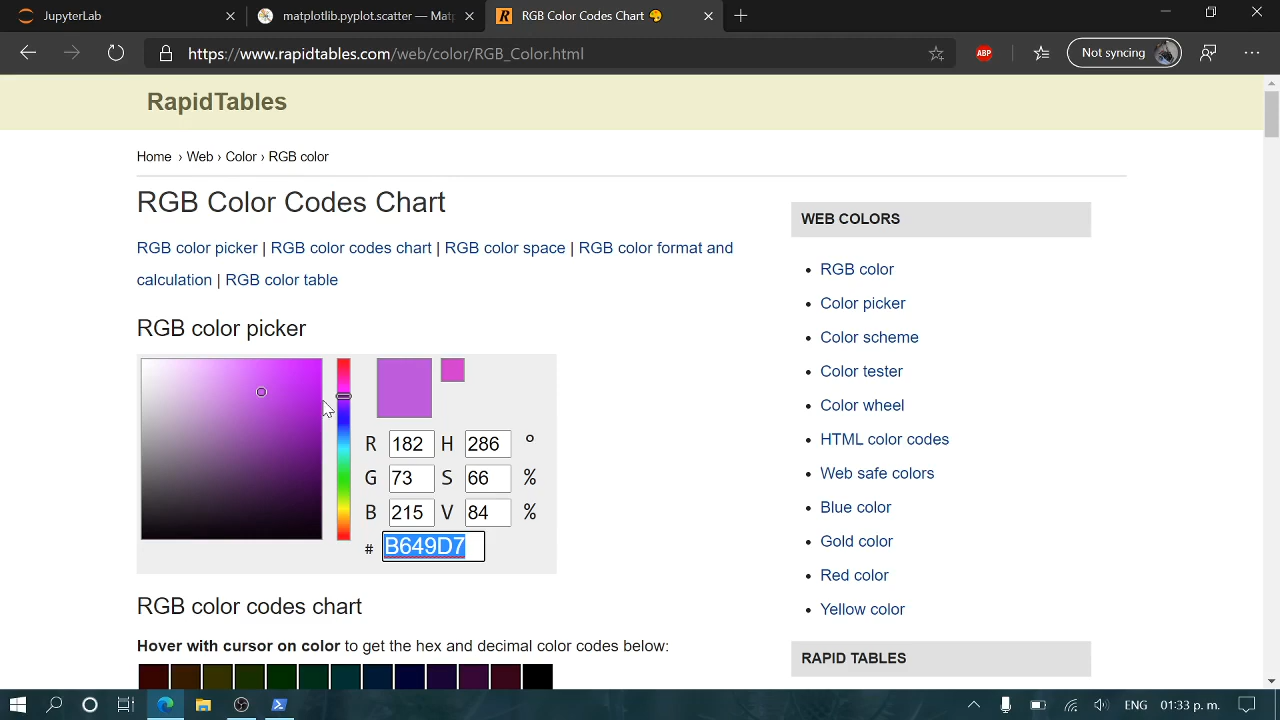 JupyterLab
matplotlib.pyplot.scatter — Matp
RGB Color Codes Chart
https://www.rapidtables.com/web/color/RGB_Color.html
ABP
Not syncing
RapidTables
Home › Web › Color › RGB color
RGB Color Codes Chart
RGB color picker | RGB color codes chart | RGB color space | RGB color format and
calculation | RGB color table
RGB color picker
R 182 H 286 º
G 73 S 66 %
B 215 V 84 %
# B649D7
RGB color codes chart
Hover with cursor on color to get the hex and decimal color codes below:
WEB COLORS
RGB color
Color picker
Color scheme
Color tester
Color wheel
HTML color codes
Web safe colors
Blue color
Gold color
Red color
Yellow color
RAPID TABLES
ENG 01:33 p. m.